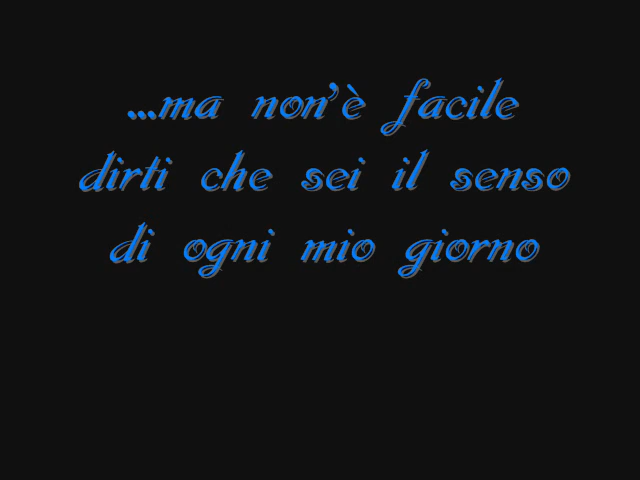 ...ma non'è facile
dirti che sei il senso
di ogni mio giorno